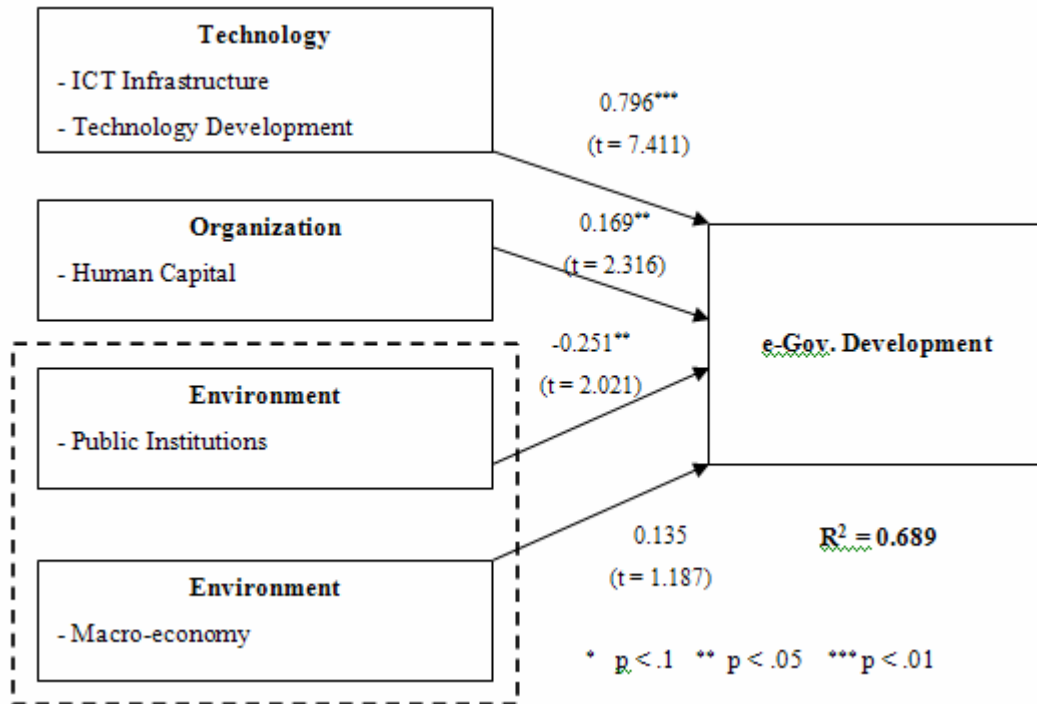 Technology
- ICT Infrastructure
- Technology Development
0.796***
(t = 7.411)
Organization
- Human Capital
0.169**
(t = 2.316)
Environment
- Public Institutions
-0.251**
(t = 2.021)
e-Gov. Development
Environment
- Macro-economy
0.135
(t = 1.187)
R² = 0.689
* p < .1 ** p < .05 *** p < .01